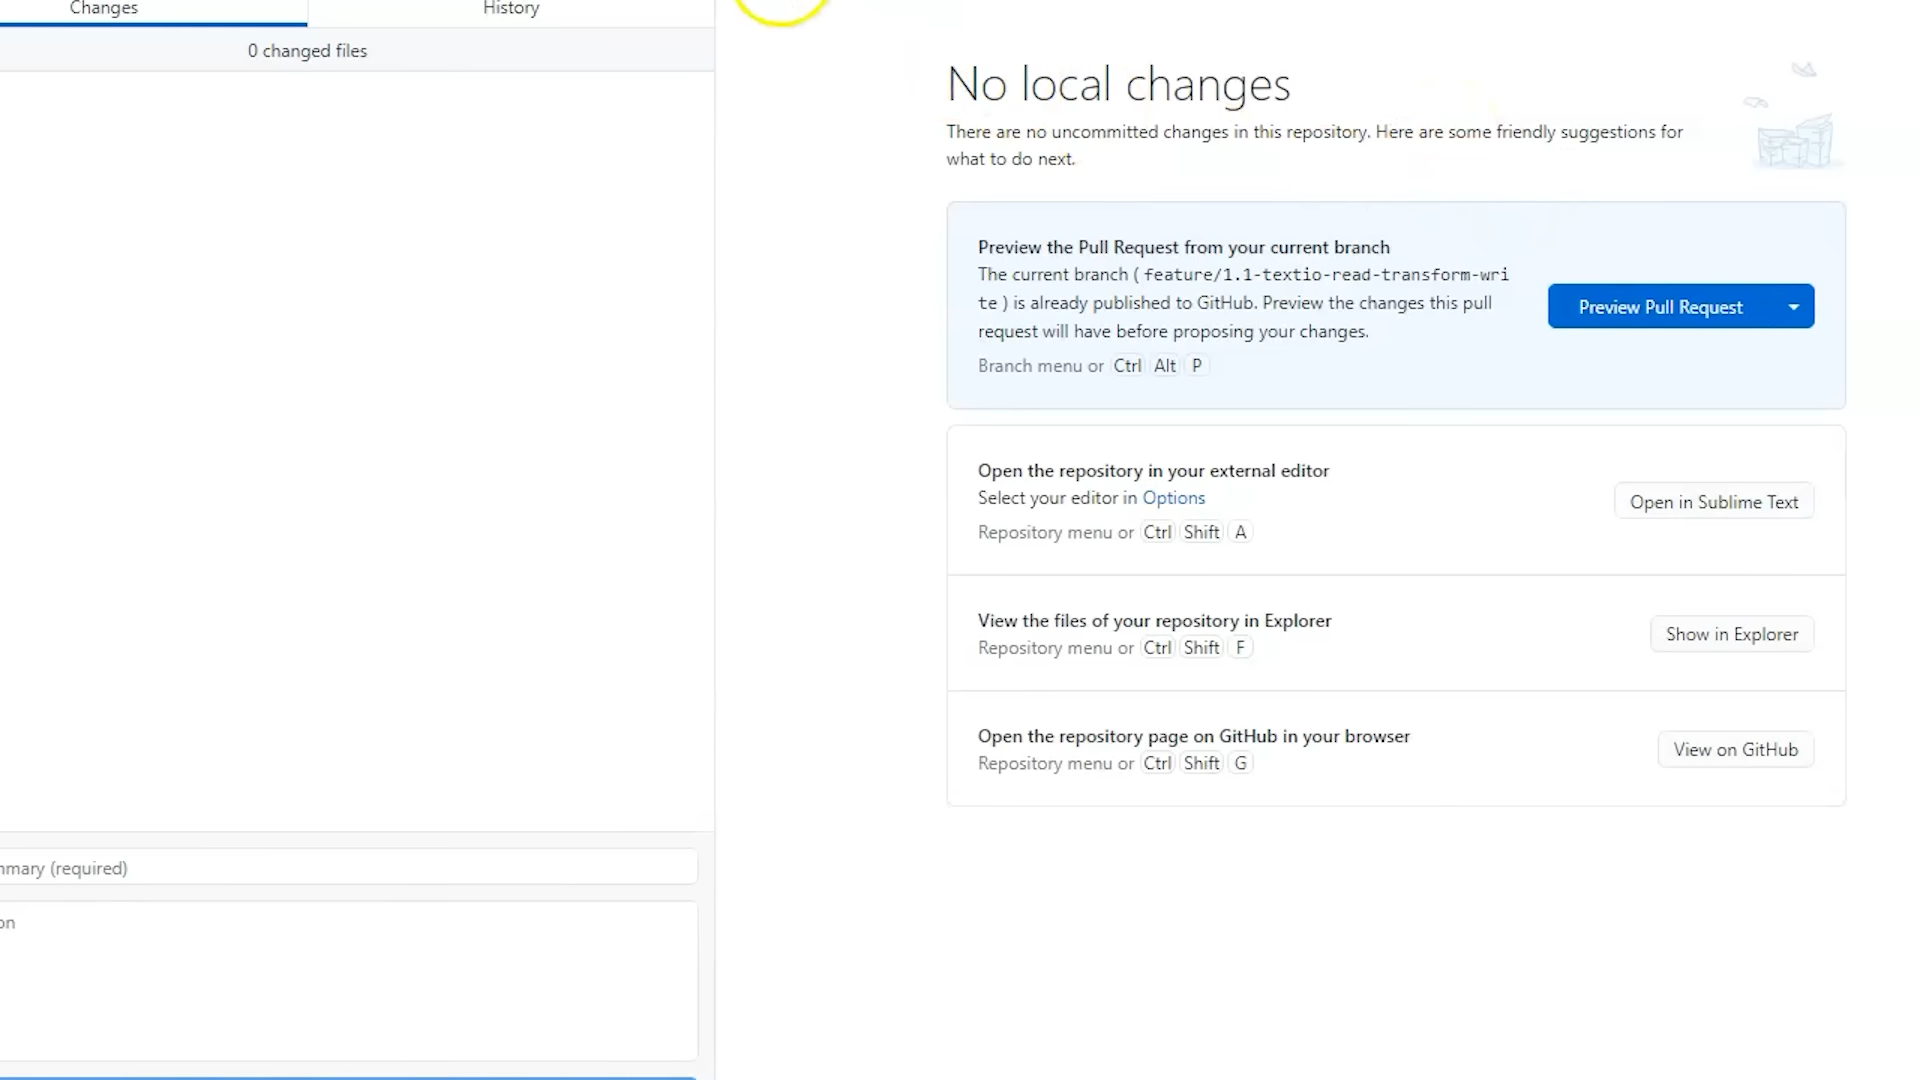 Changes
History
0 changed files
No local changes
There are no uncommitted changes in this repository. Here are some friendly suggestions for
what to do next.
Preview the Pull Request from your current branch
The current branch ( feature/1.1-textio-read-transform-wri
te ) is already published to GitHub. Preview the changes this pull
request will have before proposing your changes.
Branch menu or Ctrl Alt P
Preview Pull Request
Open the repository in your external editor
Select your editor in Options
Repository menu or Ctrl Shift A
Open in Sublime Text
View the files of your repository in Explorer
Repository menu or Ctrl Shift F
Show in Explorer
Open the repository page on GitHub in your browser
Repository menu or Ctrl Shift G
View on GitHub
mmary (required)
on